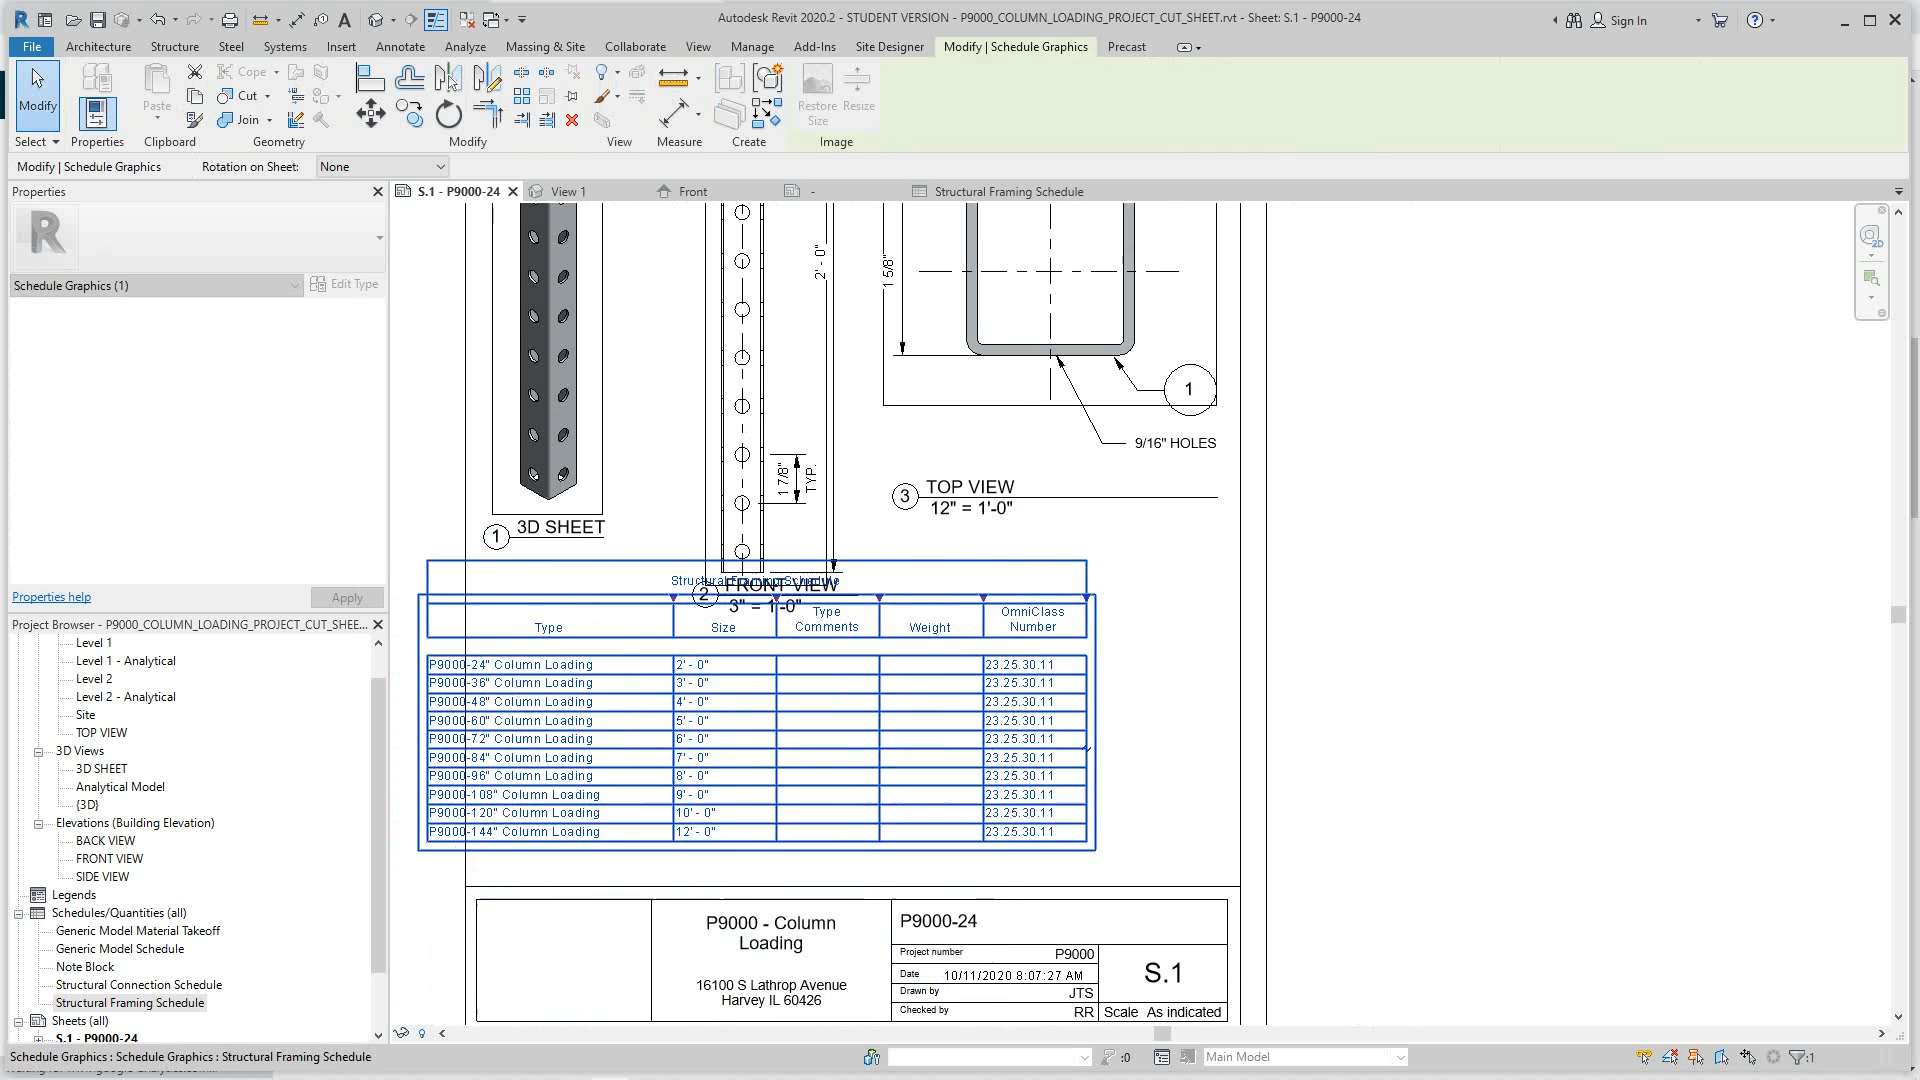 Autodesk Revit 2020.2 - STUDENT VERSION - P9000_COLUMN_LOADING_PROJECT_CUT_SHEET.rvt - Sheet: S.1 - P9000-24
Sign In
File Architecture Structure Steel Systems Insert Annotate Analyze Massing & Site Collaborate View Manage Add-Ins Site Designer Modify | Schedule Graphics Precast
Modify
Paste
Cope
Cut
Join
Restore Size
Resize
Select Properties Clipboard Geometry Modify View Measure Create Image
Modify | Schedule Graphics Rotation on Sheet: None
Properties
Schedule Graphics (1)
Edit Type
Properties help
Apply
Project Browser - P9000_COLUMN_LOADING_PROJECT_CUT_SHEE...
Level 1
Level 1 - Analytical
Level 2
Level 2 - Analytical
Site
TOP VIEW
3D Views
3D SHEET
Analytical Model
{3D}
Elevations (Building Elevation)
BACK VIEW
FRONT VIEW
SIDE VIEW
Legends
Schedules/Quantities (all)
Generic Model Material Takeoff
Generic Model Schedule
Note Block
Structural Connection Schedule
Structural Framing Schedule
Sheets (all)
S.1 - P9000-24
S.1 - P9000-24 View 1 Front - Structural Framing Schedule
2' - 0"
1 5/8"
1
9/16" HOLES
1 7/8"
TYP.
3 TOP VIEW
12" = 1'-0"
1 3D SHEET
2 FRONT VIEW
3" = 1'-0"
Structural Framing Schedule
Type Size Type Comments Weight OmniClass Number
P9000-24" Column Loading 2' - 0" 23.25.30.11
P9000-36" Column Loading 3' - 0" 23.25.30.11
P9000-48" Column Loading 4' - 0" 23.25.30.11
P9000-60" Column Loading 5' - 0" 23.25.30.11
P9000-72" Column Loading 6' - 0" 23.25.30.11
P9000-84" Column Loading 7' - 0" 23.25.30.11
P9000-96" Column Loading 8' - 0" 23.25.30.11
P9000-108" Column Loading 9' - 0" 23.25.30.11
P9000-120" Column Loading 10' - 0" 23.25.30.11
P9000-144" Column Loading 12' - 0" 23.25.30.11
P9000 - Column
Loading
16100 S Lathrop Avenue
Harvey IL 60426
P9000-24
Project number P9000
Date 10/11/2020 8:07:27 AM
Drawn by JTS
Checked by RR
S.1
Scale As indicated
Schedule Graphics : Schedule Graphics : Structural Framing Schedule
:0
Main Model
:1